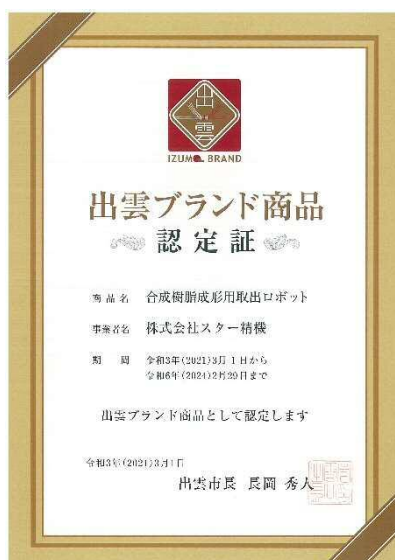 出雲
IZUMO BRAND
出雲ブランド商品
認定証
商品名 合成樹脂成形用取出ロボット
事業者名 株式会社スター精機
期 間 令和3年(2021)3月1日から
令和6年(2024)2月29日まで
出雲ブランド商品として認定します
令和3年(2021)3月1日
出雲市長 長岡 秀人